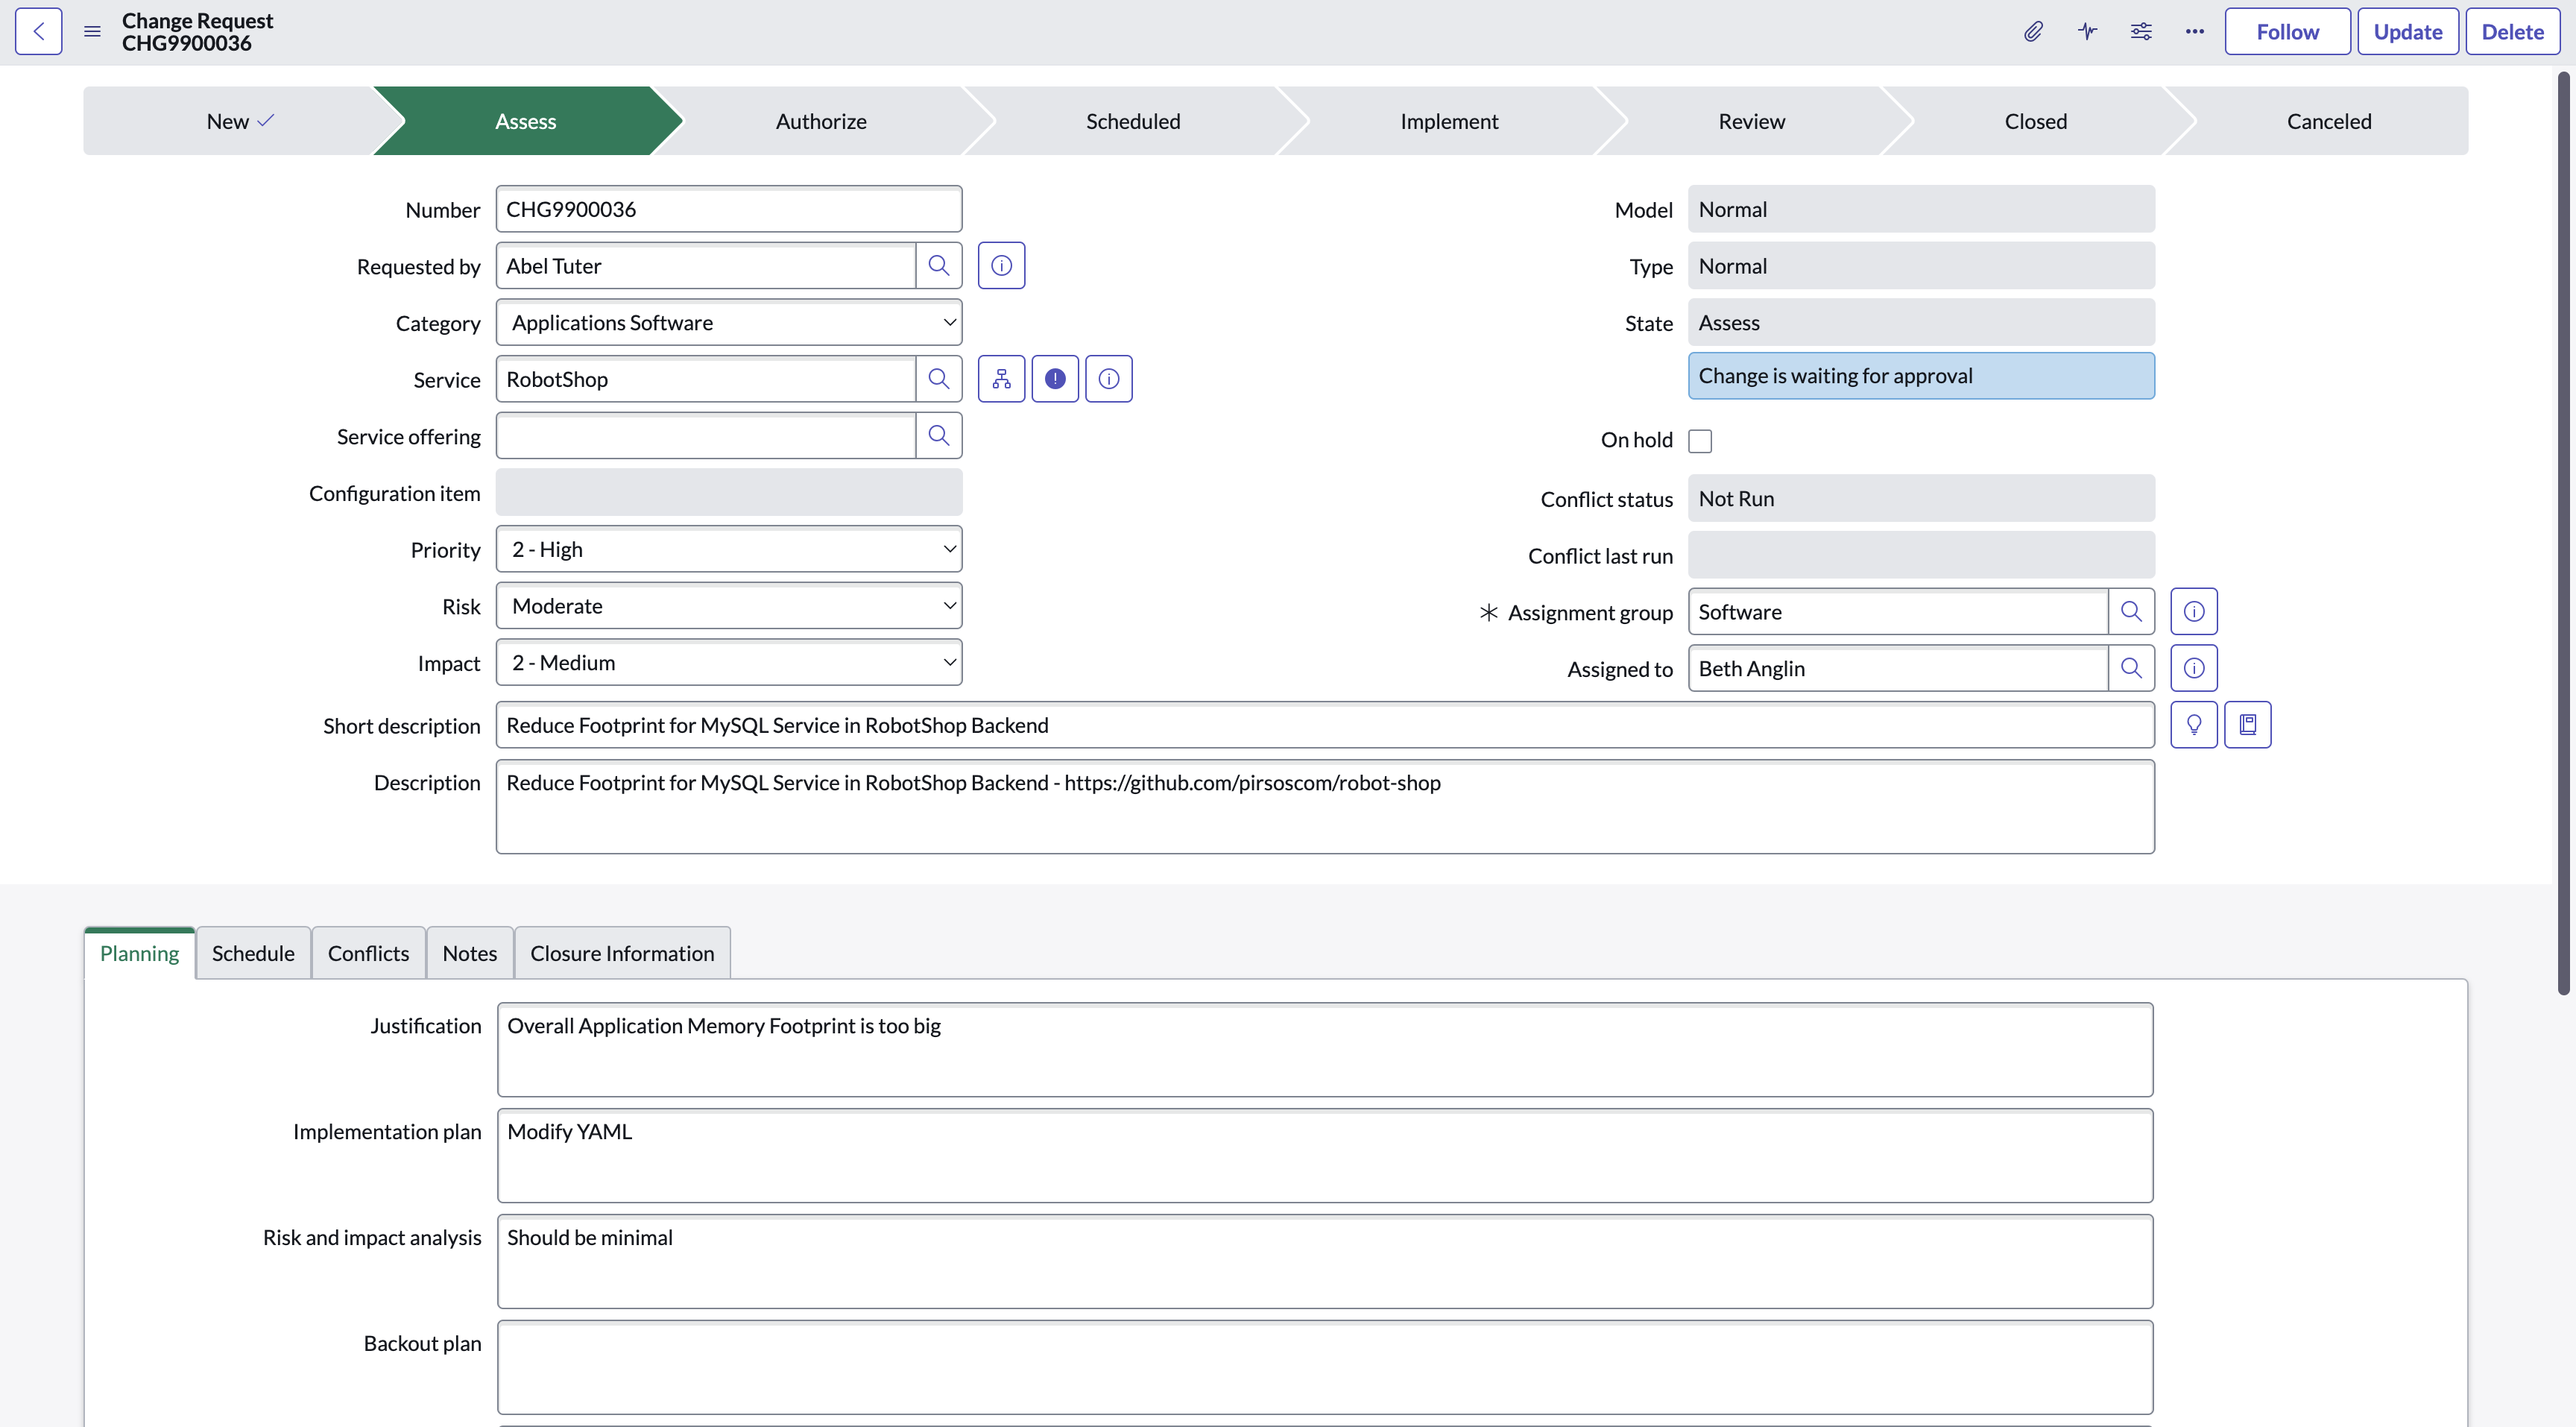 Change Request
CHG9900036
Follow
Update
Delete
New
Assess
Authorize
Scheduled
Implement
Review
Closed
Canceled
Number
CHG9900036
Model
Normal
Requested by
Abel Tuter
Type
Normal
Category
Applications Software
State
Assess
Service
RobotShop
Change is waiting for approval
Service offering
On hold
Configuration item
Conflict status
Not Run
Priority
2 - High
Conflict last run
Risk
Moderate
Assignment group
Software
Impact
2 - Medium
Assigned to
Beth Anglin
Short description
Reduce Footprint for MySQL Service in RobotShop Backend
Description
Reduce Footprint for MySQL Service in RobotShop Backend - https://github.com/pirsoscom/robot-shop
Planning
Schedule
Conflicts
Notes
Closure Information
Justification
Overall Application Memory Footprint is too big
Implementation plan
Modify YAML
Risk and impact analysis
Should be minimal
Backout plan